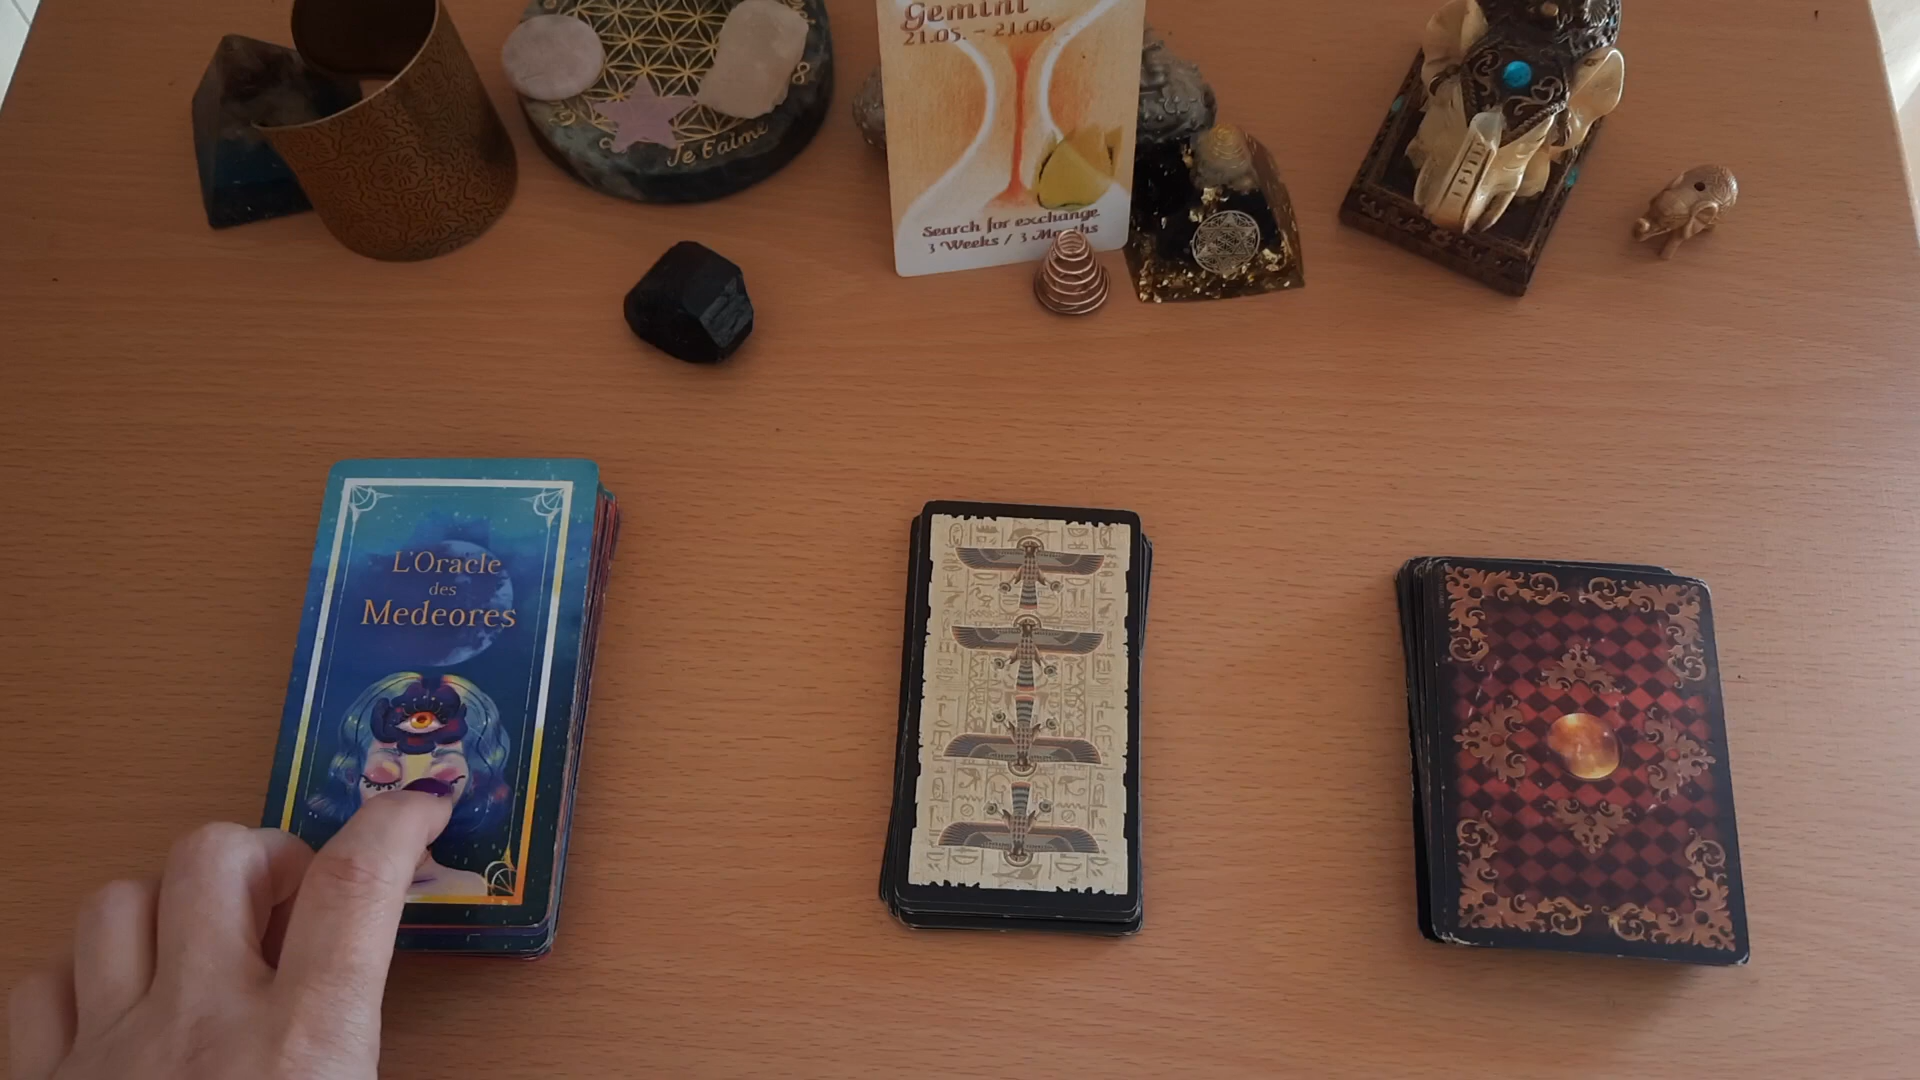 Gemini
21.05. - 21.06.
Search for exchange
3 Weeks / 3 Months
Je t'aime
L'Oracle
des
Medeores